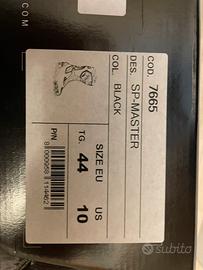 COM
COD. 7665
DES. SP-MASTER
COL. BLACK
SIZE EU US
TG. 44 10
P/N
subito